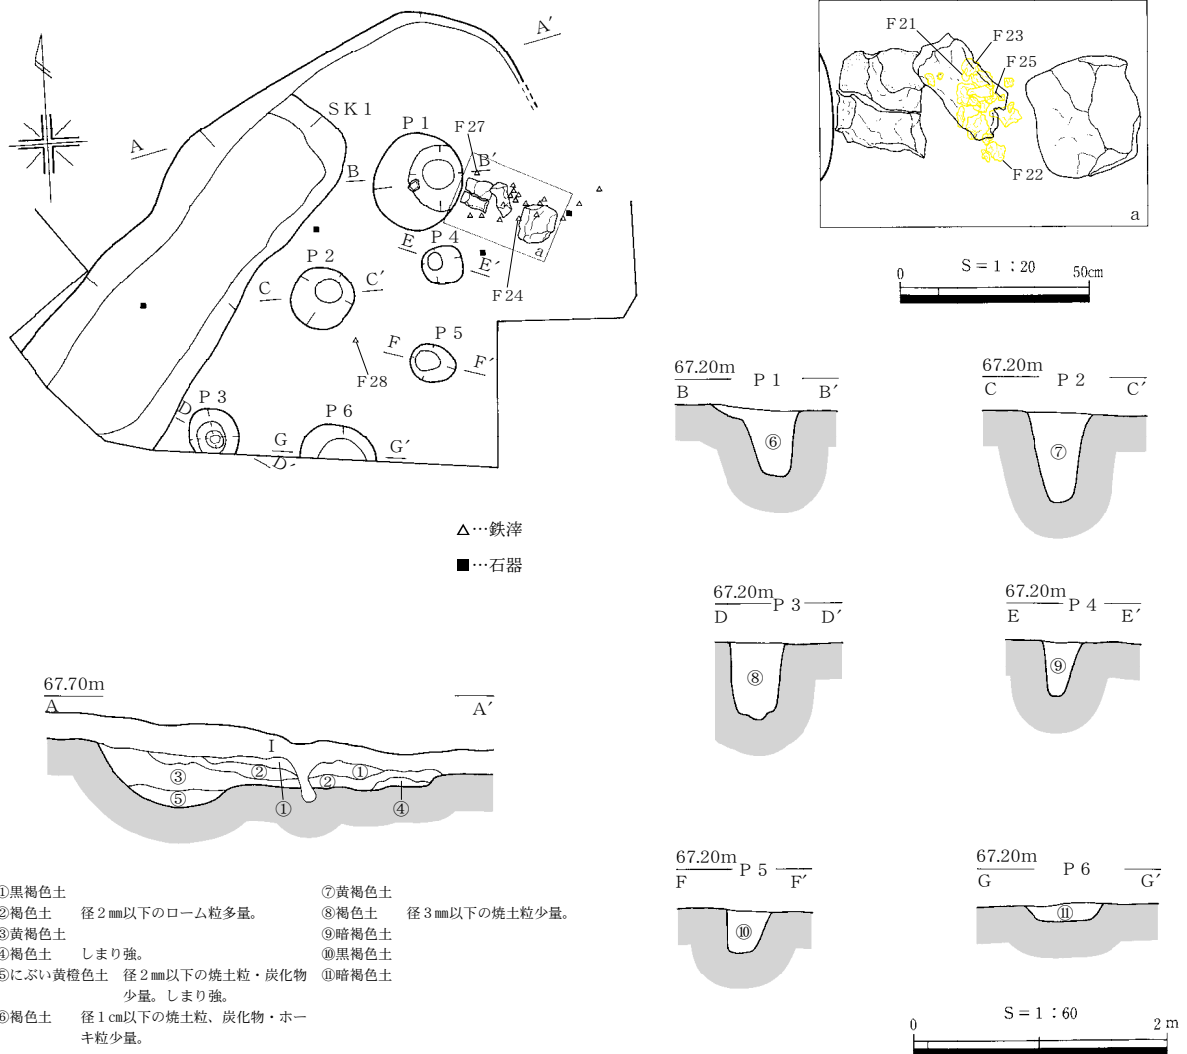 A′
F21
F23
F25
F22
a
SK1
P1
F27
A
B
B′
E
P4
E′
a
P2
C
C′
F24
S＝1：20
0
50cm
F
P5
F′
F28
P3
D
D′
P6
G
G′
67.20m
P1
B
B′
⑥
67.20m
P2
C
C′
⑦
△…鉄滓
■…石器
67.20m
P3
D
D′
⑧
67.20m
P4
E
E′
⑨
67.70m
A
A′
I
③
②
①
②
⑤
①
④
67.20m
P5
F
F′
⑩
67.20m
P6
G
G′
⑪
①黒褐色土
②褐色土　径２㎜以下のローム粒多量。
③黄褐色土
④褐色土　しまり強。
⑤にぶい黄橙色土　径２㎜以下の焼土粒・炭化物
少量。しまり強。
⑥褐色土　径１㎝以下の焼土粒、炭化物・ホー
キ粒少量。
⑦黄褐色土
⑧褐色土　径３㎜以下の焼土粒少量。
⑨暗褐色土
⑩黒褐色土
⑪暗褐色土
S＝1：60
0
2m